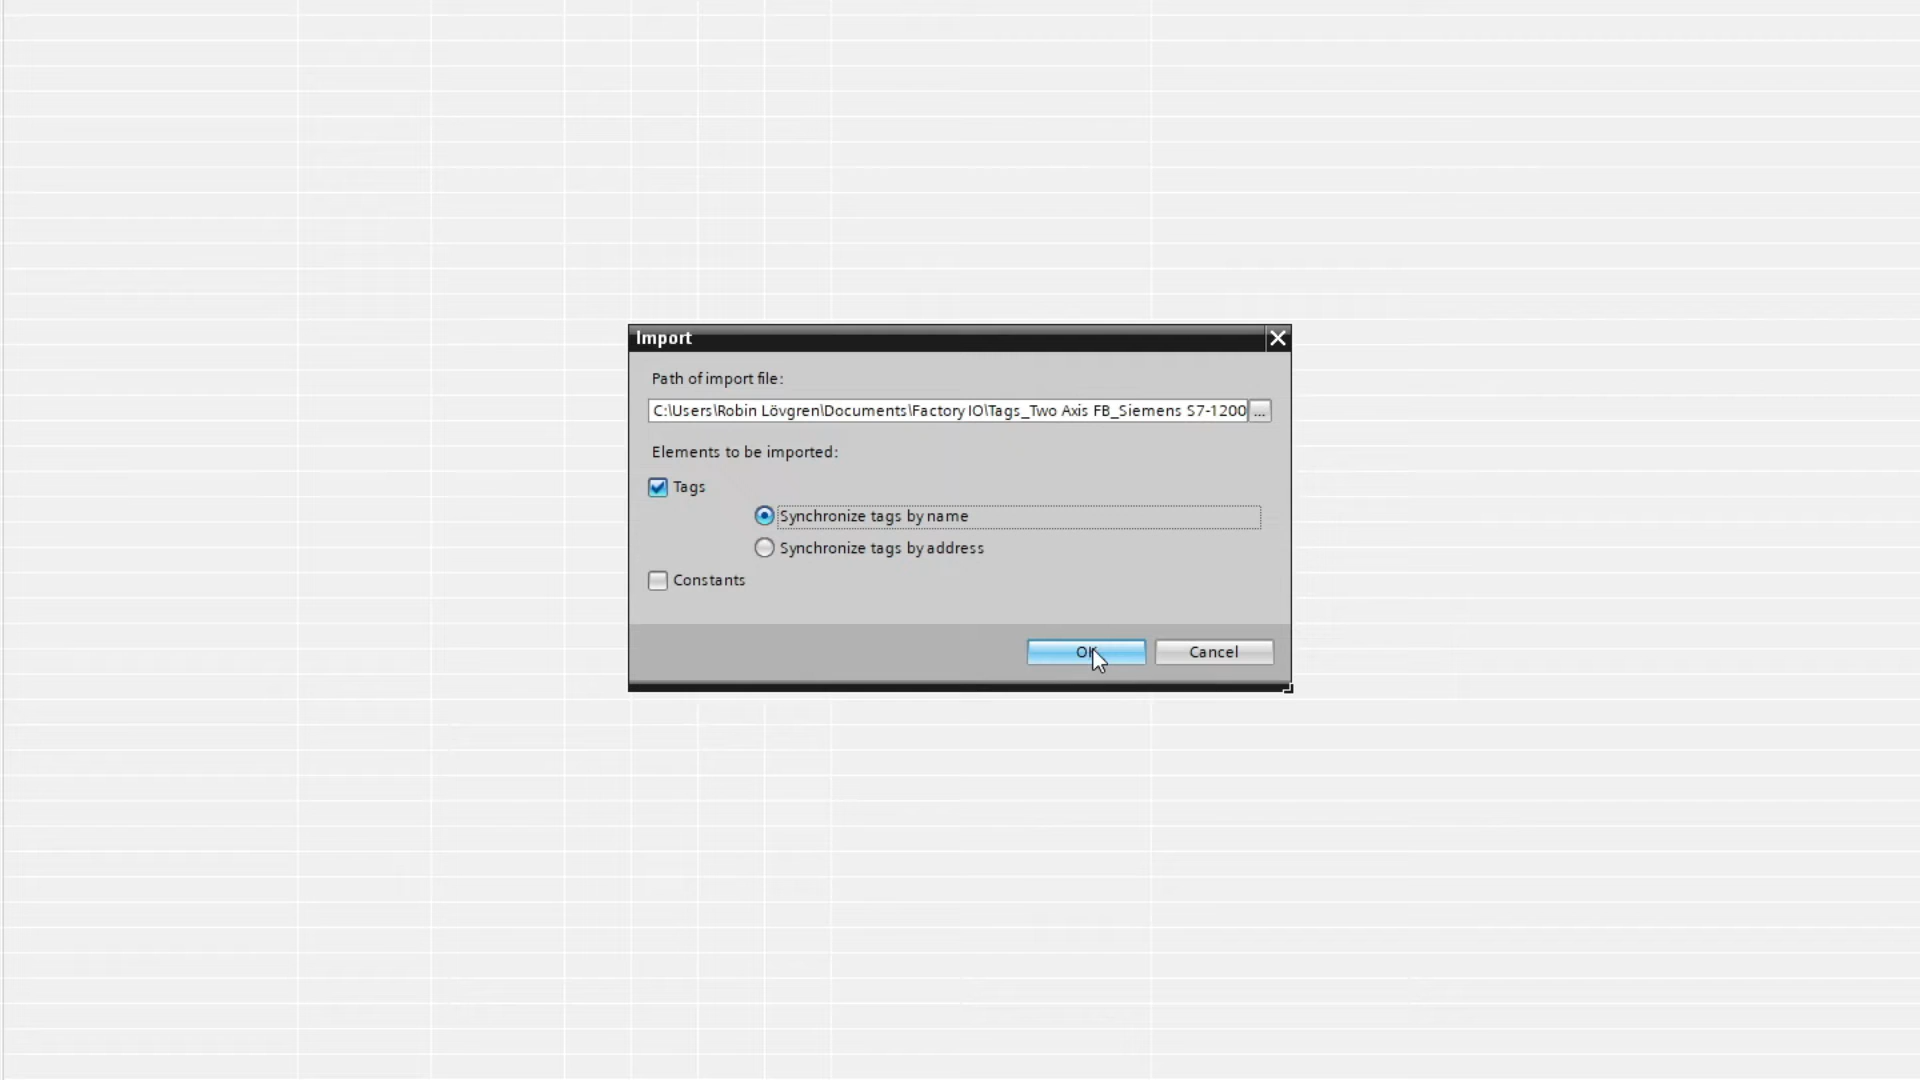 Import
Path of import file:
C:\Users\Robin Lövgren\Documents\Factory IO\Tags_Two Axis FB_Siemens S7-1200
...
Elements to be imported:
Tags
Synchronize tags by name
Synchronize tags by address
Constants
OK
Cancel